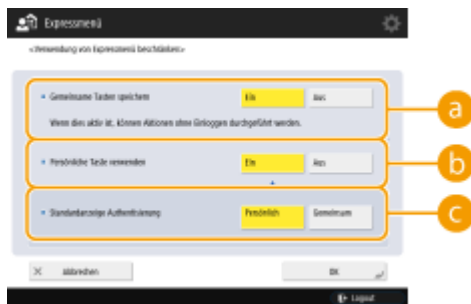 Expressmenü
<Verwendung von Expressmenü beschränken>
Gemeinsame Tasten speichern
Ein
Aus
a
Wenn dies aktiv ist, können Aktionen ohne Einloggen durchgeführt werden.
Persönliche Taste verwenden
Ein
Aus
b
Standardanzeige Authentisierung
Persönlich
Gemeinsam
c
Abbrechen
OK
Logout